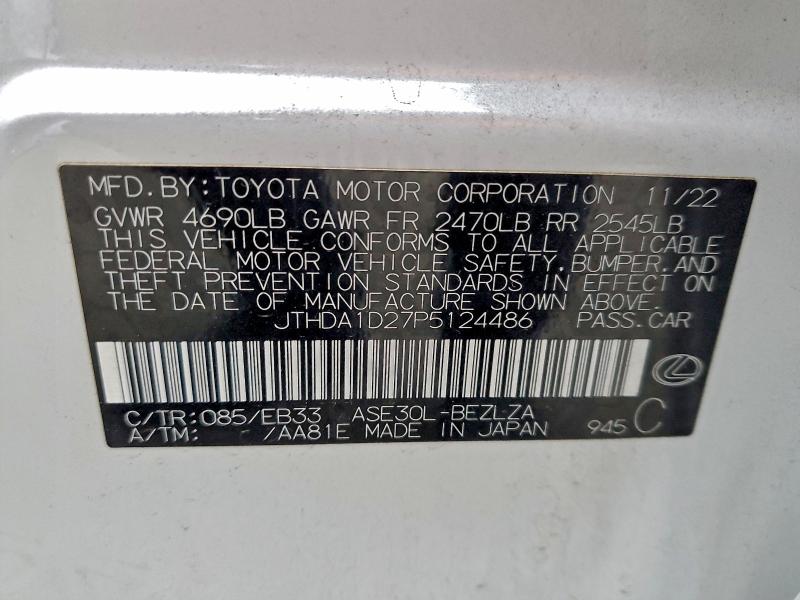 MFD.BY:TOYOTA MOTOR CORPORATION 11/22
GVWR 4690LB GAWR FR 2470LB RR 2545LB
THIS VEHICLE CONFORMS TO ALL APPLICABLE
FEDERAL MOTOR VEHICLE SAFETY,BUMPER,AND
THEFT PREVENTION STANDARDS IN EFFECT ON
THE DATE OF MANUFACTURE SHOWN ABOVE.
JTHDA1D27P5124486 PASS.CAR
C/TR:085/EB33 ASE30L-BEZLZA
A/TM: /AA81E MADE IN JAPAN 945 C